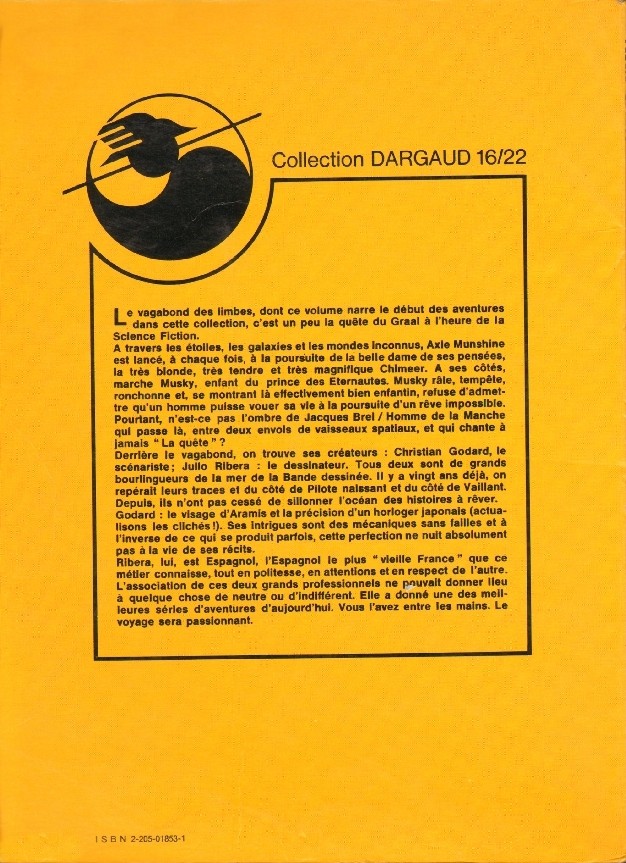 Collection DARGAUD 16/22
Le vagabond des limbes, dont ce volume narre le début des aventures
dans cette collection, c'est un peu la quête du Graal à l'heure de la
Science Fiction.
A travers les étoiles, les galaxies et les mondes inconnus, Axle Munshine
est lancé, à chaque fois, à la poursuite de la belle dame de ses pensées,
la très blonde, très tendre et très magnifique Chimeer. A ses côtés,
marche Musky, enfant du prince des Eternautes. Musky râle, tempête,
ronchonne et, se montrant là effectivement bien enfantin, refuse d'admet-
tre qu'un homme puisse vouer sa vie à la poursuite d'un rêve impossible.
Pourtant, n'est-ce pas l'ombre de Jacques Brel / Homme de la Manche
qui passe là, entre deux envols de vaisseaux spatiaux, et qui chante à
jamais " La quête " ?
Derrière le vagabond, on trouve ses créateurs : Christian Godard, le
scénariste ; Julio Ribera : le dessinateur. Tous deux sont de grands
bourlingueurs de la mer de la Bande dessinée. Il y a vingt ans déjà, on
repérait leurs traces et du côté de Pilote naissant et du côté de Vaillant.
Depuis, ils n'ont pas cessé de sillonner l'océan des histoires à rêver.
Godard : le visage d'Aramis et la précision d'un horloger japonais (actua-
lisons les clichés !). Ses intrigues sont des mécaniques sans failles et à
l'inverse de ce qui se produit parfois, cette perfection ne nuit absolument
pas à la vie de ses récits.
Ribera, lui, est Espagnol, l'Espagnol le plus " vieille France " que ce
métier connaisse, tout en politesse, en attentions et en respect de l'autre.
L'association de ces deux grands professionnels ne pouvait donner lieu
à quelque chose de neutre ou d'indifférent. Elle a donné une des meil-
leures séries d'aventures d'aujourd'hui. Vous l'avez entre les mains. Le
voyage sera passionnant.
ISBN 2-205-01853-1